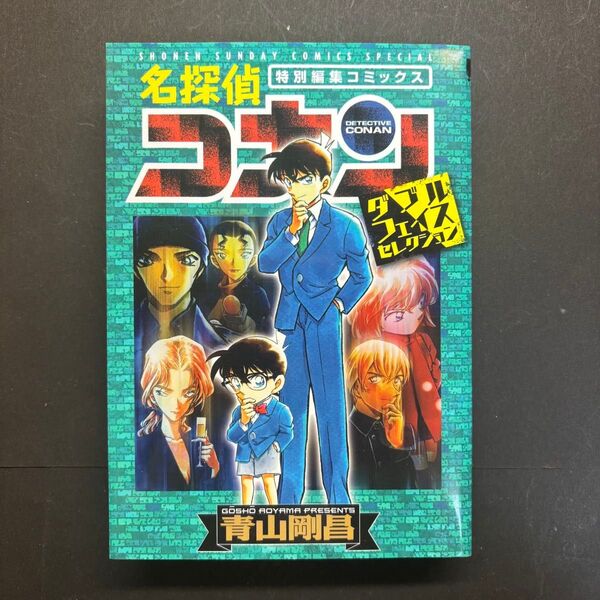 SHONEN SUNDAY COMICS SPECIAL
名探偵
特別編集コミックス
コナン
DETECTIVE
CONAN
ダブル
フェイス
セレクション
GOSHO AOYAMA PRESENTS
青山剛昌